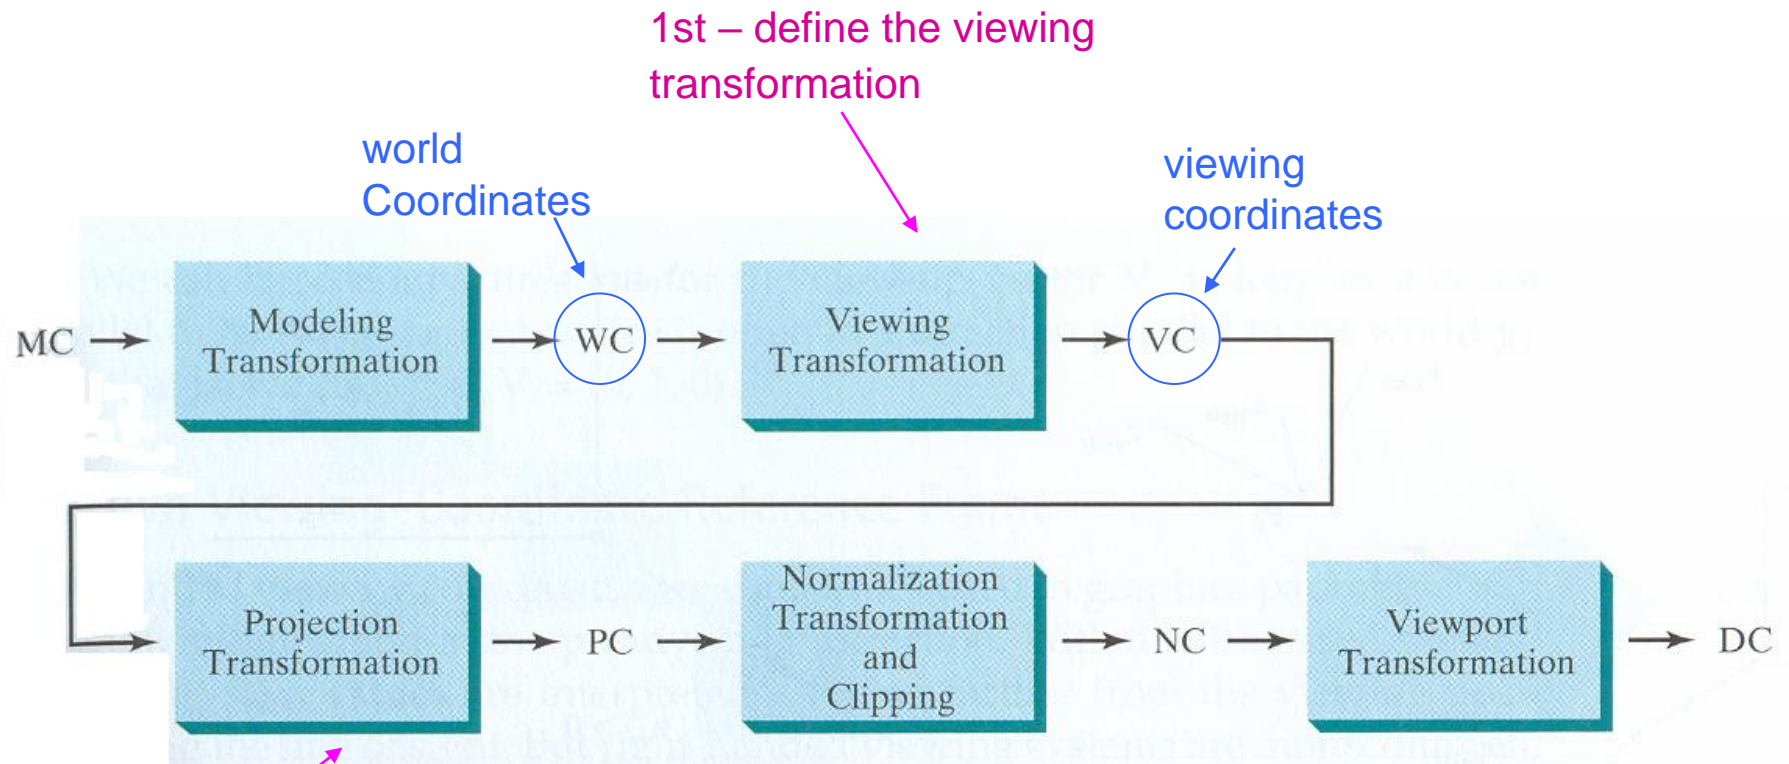 1st – define the viewing
transformation
world
Coordinates
viewing
coordinates
MC
Modeling
Transformation
WC
Viewing
Transformation
VC
Projection
Transformation
PC
Normalization
Transformation
and
Clipping
NC
Viewport
Transformation
DC